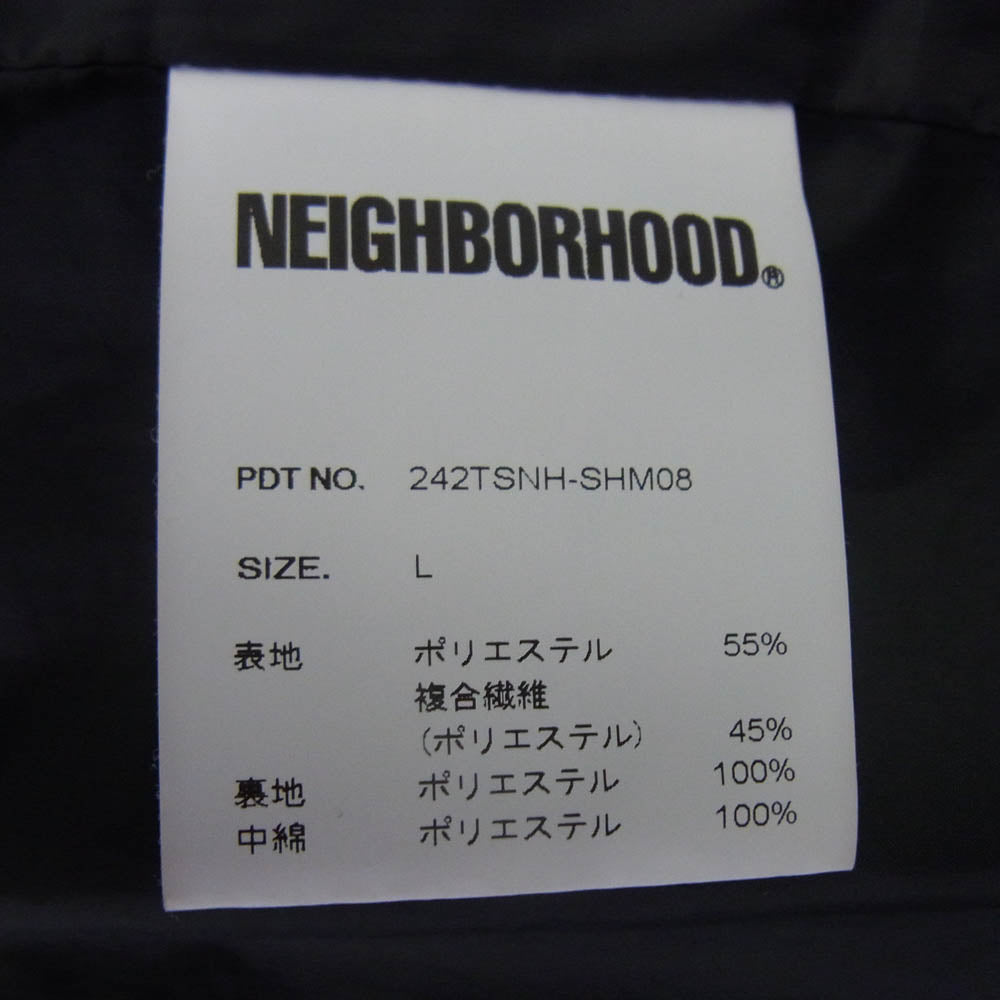 NEIGHBORHOOD®
PDT NO. 242TSNH-SHM08
SIZE. L
表地 ポリエステル 55%
複合繊維
(ポリエステル) 45%
裏地 ポリエステル 100%
中綿 ポリエステル 100%